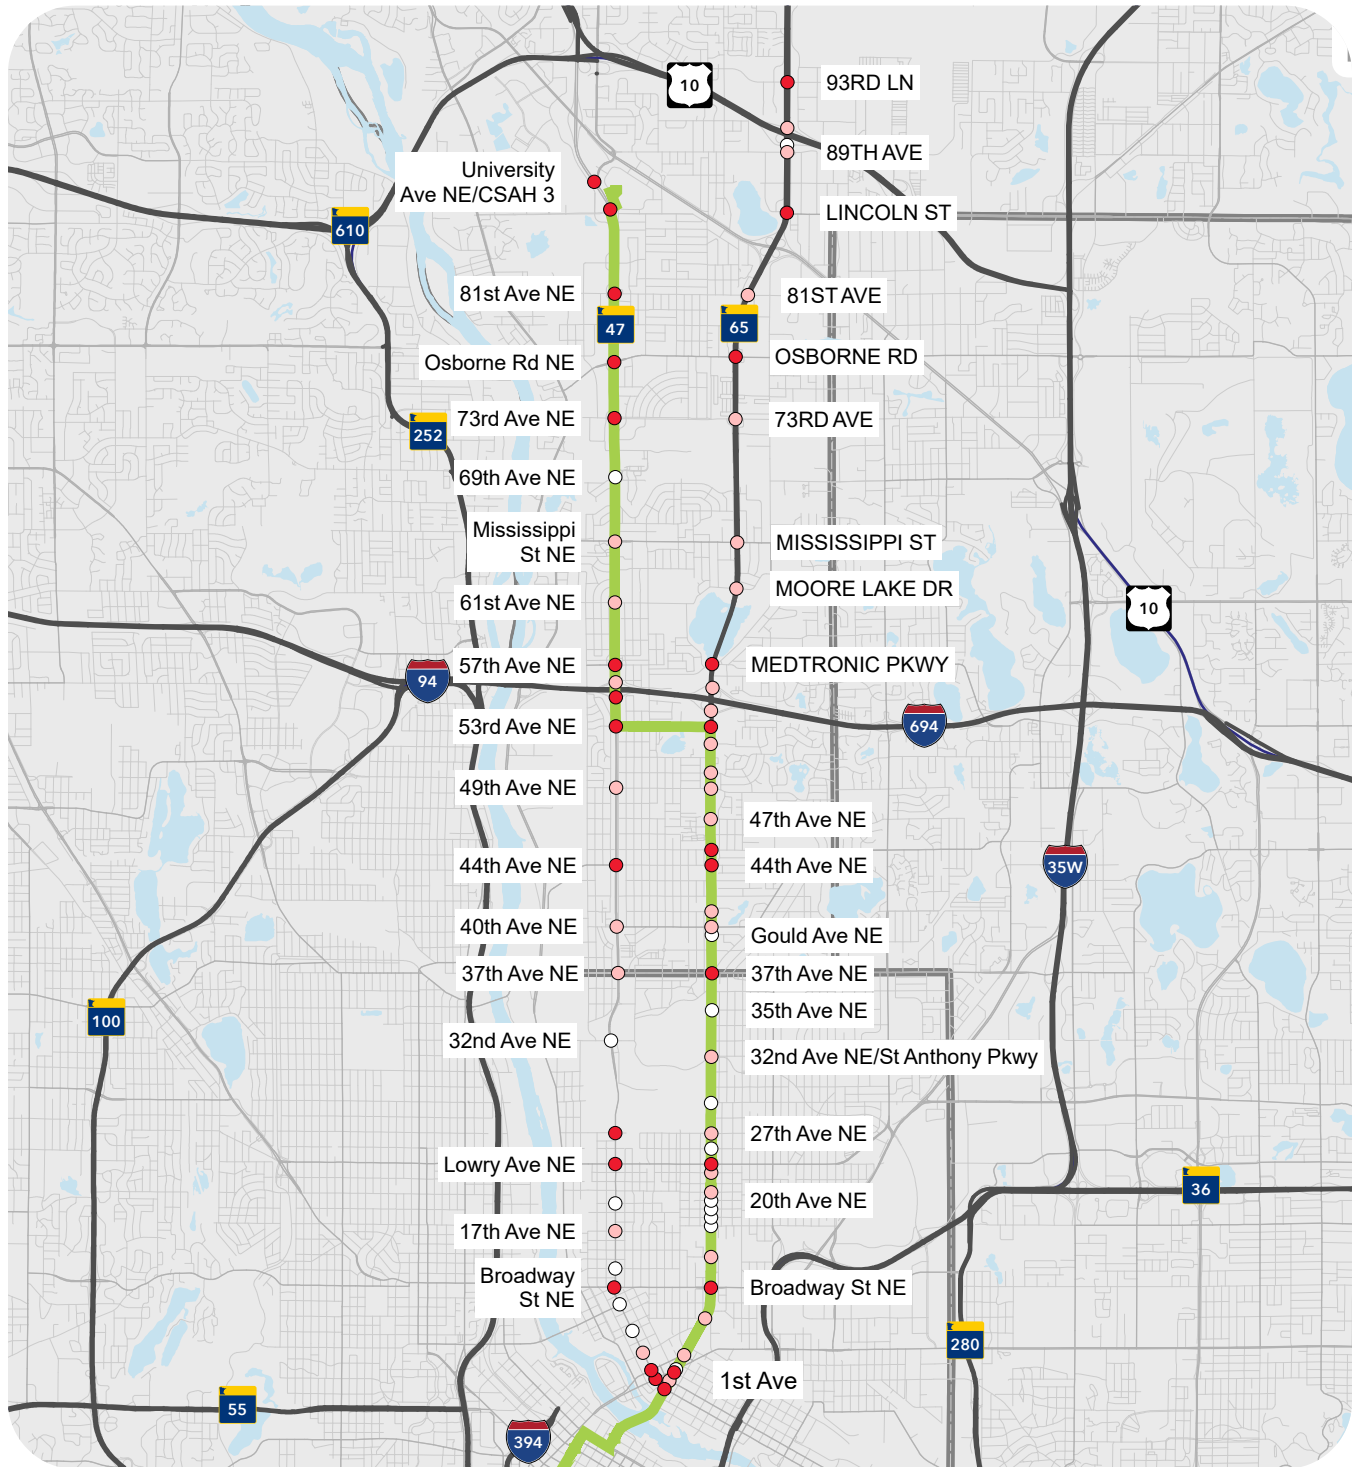 10
93RD LN
89TH AVE
University
Ave NE/CSAH 3
LINCOLN ST
610
81st Ave NE
81ST AVE
47
65
Osborne Rd NE
OSBORNE RD
73rd Ave NE
73RD AVE
252
69th Ave NE
Mississippi
St NE
MISSISSIPPI ST
MOORE LAKE DR
61st Ave NE
10
57th Ave NE
MEDTRONIC PKWY
94
53rd Ave NE
694
49th Ave NE
47th Ave NE
44th Ave NE
44th Ave NE
35W
40th Ave NE
Gould Ave NE
37th Ave NE
37th Ave NE
100
35th Ave NE
32nd Ave NE
32nd Ave NE/St Anthony Pkwy
27th Ave NE
Lowry Ave NE
36
20th Ave NE
17th Ave NE
Broadway
St NE
Broadway St NE
280
1st Ave
55
394